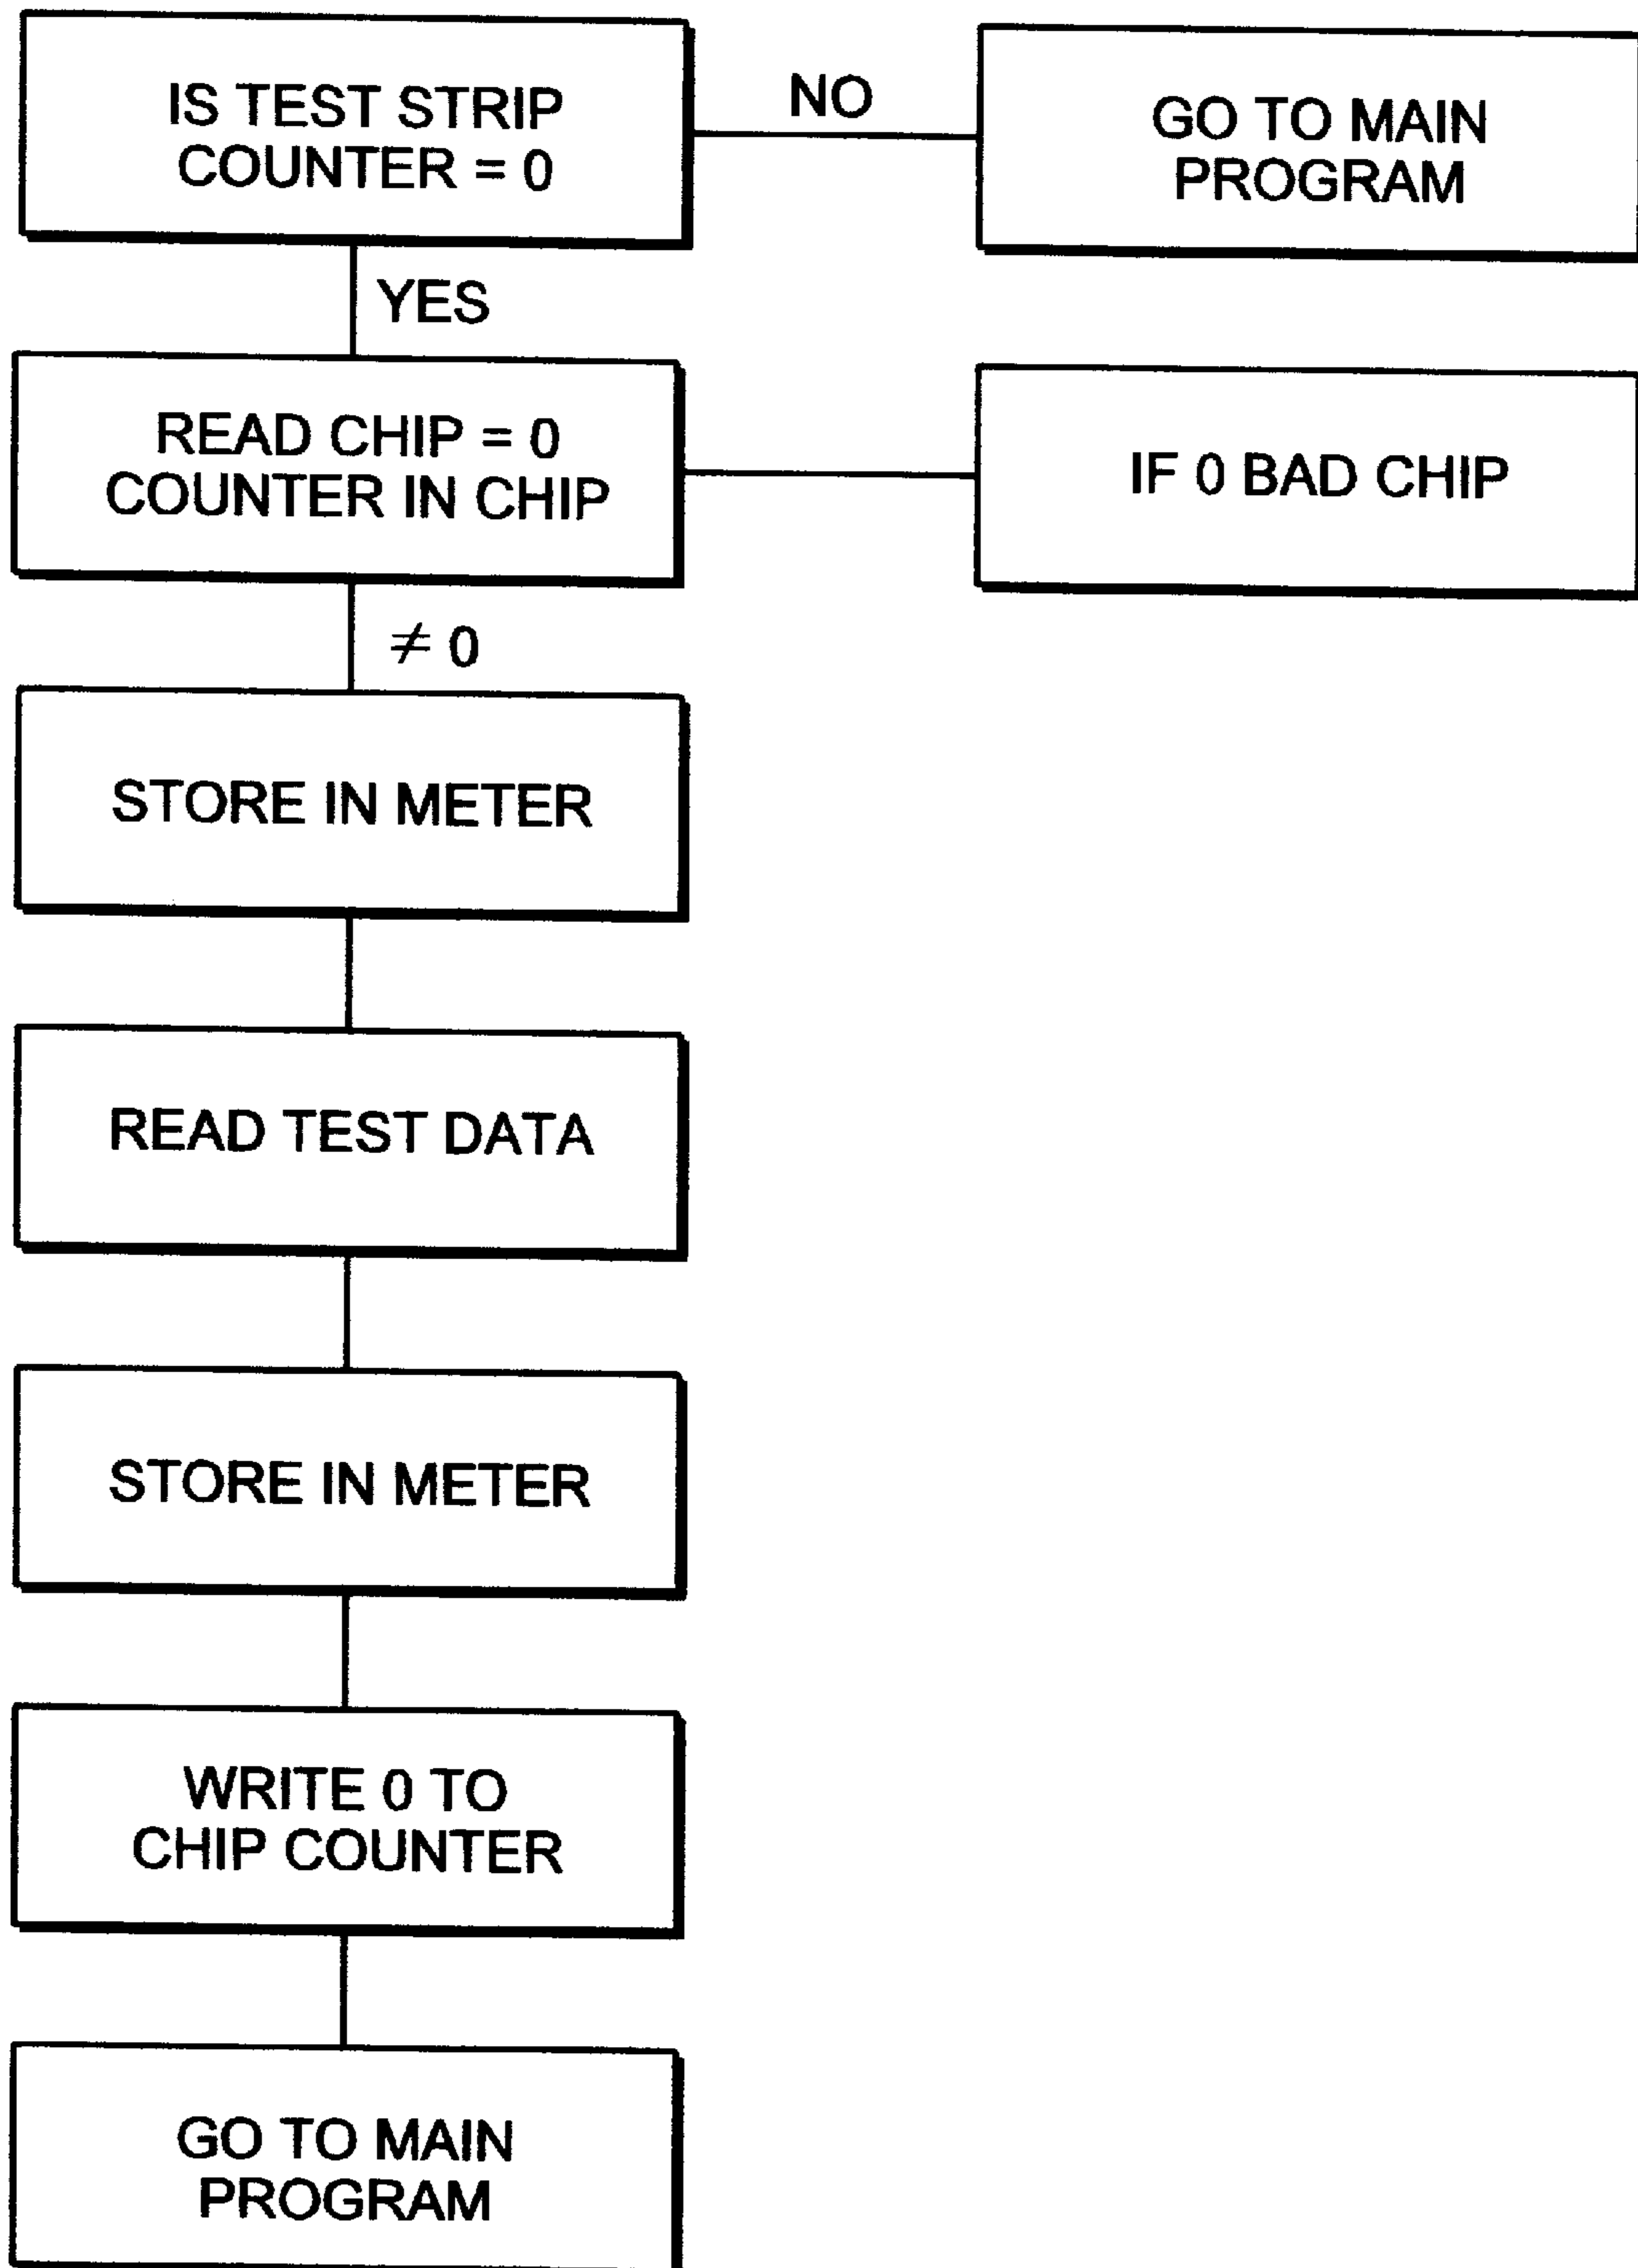 IS TEST STRIP
COUNTER = 0
NO
GO TO MAIN
PROGRAM
YES
READ CHIP = 0
COUNTER IN CHIP
IF 0 BAD CHIP
≠ 0
STORE IN METER
READ TEST DATA
STORE IN METER
WRITE 0 TO
CHIP COUNTER
GO TO MAIN
PROGRAM